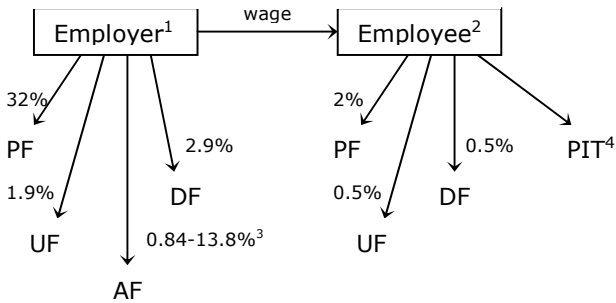 wage
Employer¹ Employee²
32% 2%
PF PF
2.9% 0.5% PIT⁴
1.9% 0.5%
DF DF
UF 0.84-13.8%³ UF
AF